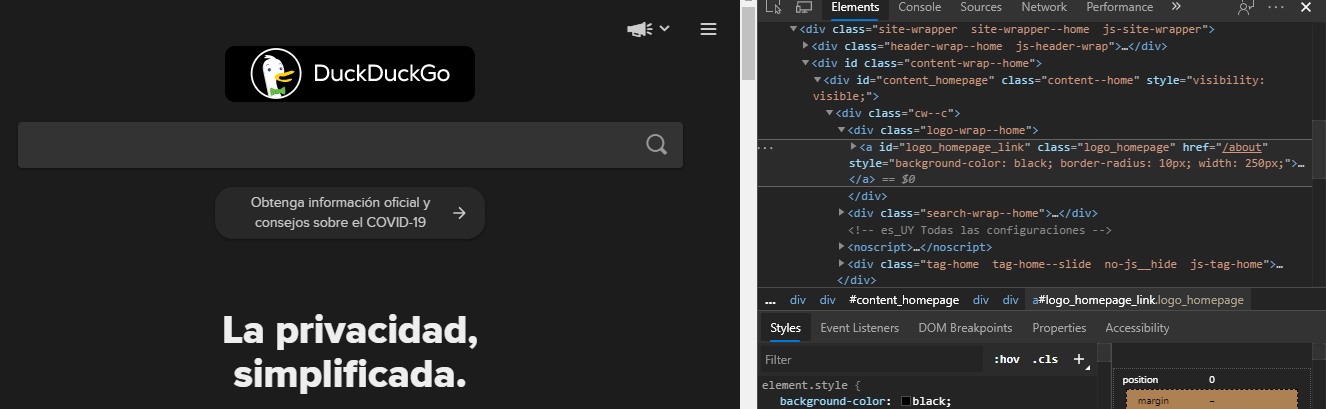 DuckDuckGo
Obtenga información oficial y
consejos sobre el COVID-19
La privacidad,
simplificada.
Elements Console Sources Network Performance
<div class="site-wrapper  site-wrapper--home  js-site-wrapper">
<div class="header-wrap--home  js-header-wrap">…</div>
<div id class="content-wrap--home">
<div id="content_homepage" class="content--home" style="visibility:
visible;">
<div class="cw--c">
<div class="logo-wrap--home">
<a id="logo_homepage_link" class="logo_homepage" href="/about"
style="background-color: black; border-radius: 10px; width: 250px;">…
</a> == $0
</div>
<div class="search-wrap--home">…</div>
<!-- es_UY Todas las configuraciones -->
<noscript>…</noscript>
<div class="tag-home  tag-home--slide  no-js__hide  js-tag-home">…
</div>
... div div #content_homepage div div a#logo_homepage_link.logo_homepage
Styles Event Listeners DOM Breakpoints Properties Accessibility
Filter :hov .cls +
element.style {
background-color: black;
position 0
margin –